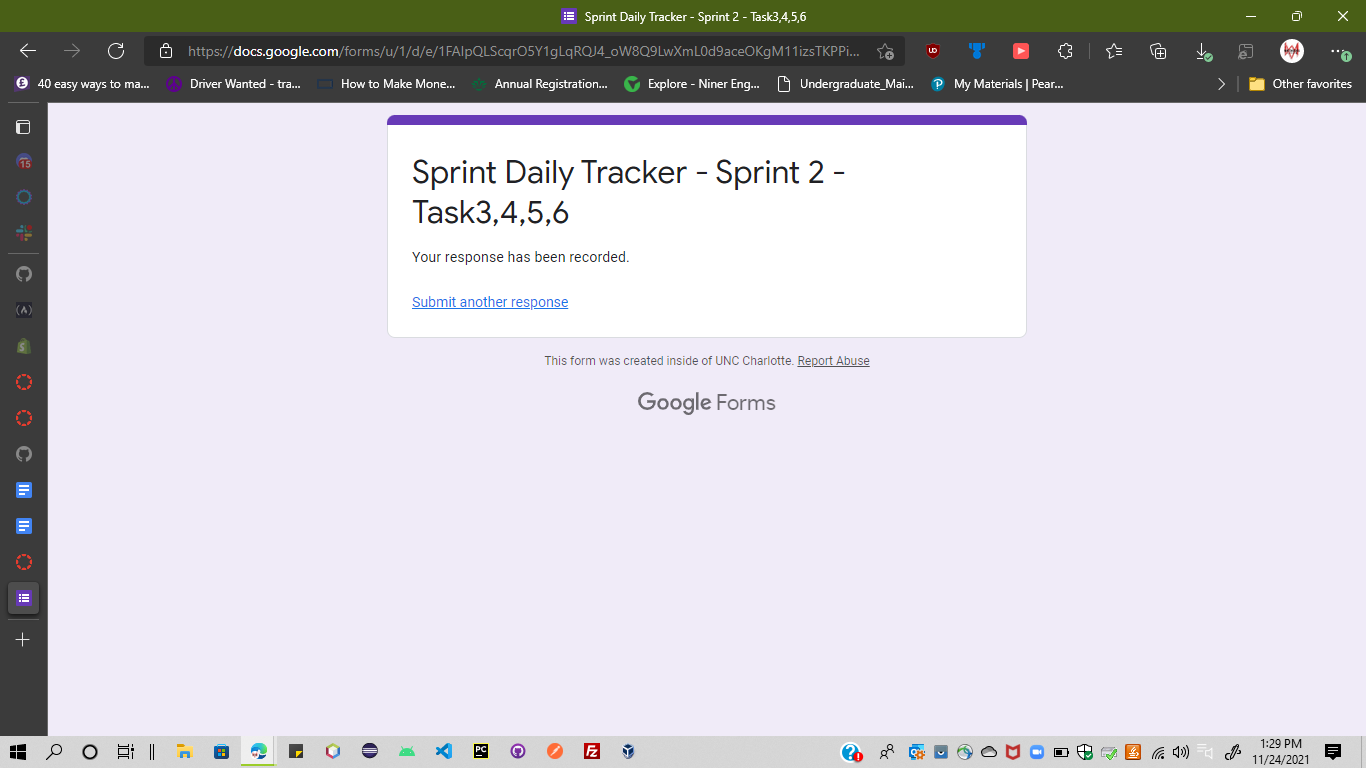 Sprint Daily Tracker - Sprint 2 - Task3,4,5,6
https://docs.google.com/forms/u/1/d/e/1FAIpQLScqrO5Y1gLqRQJ4_oW8Q9LwXmL0d9aceOKgM11izsTKPPi...
40 easy ways to ma...
Driver Wanted - tra...
How to Make Mone...
Annual Registration...
Explore - Niner Eng...
Undergraduate_Mai...
My Materials | Pear...
Other favorites
15
Sprint Daily Tracker - Sprint 2 -
Task3,4,5,6
Your response has been recorded.
Submit another response
This form was created inside of UNC Charlotte. Report Abuse
Google Forms
PC
FZ
1:29 PM
11/24/2021